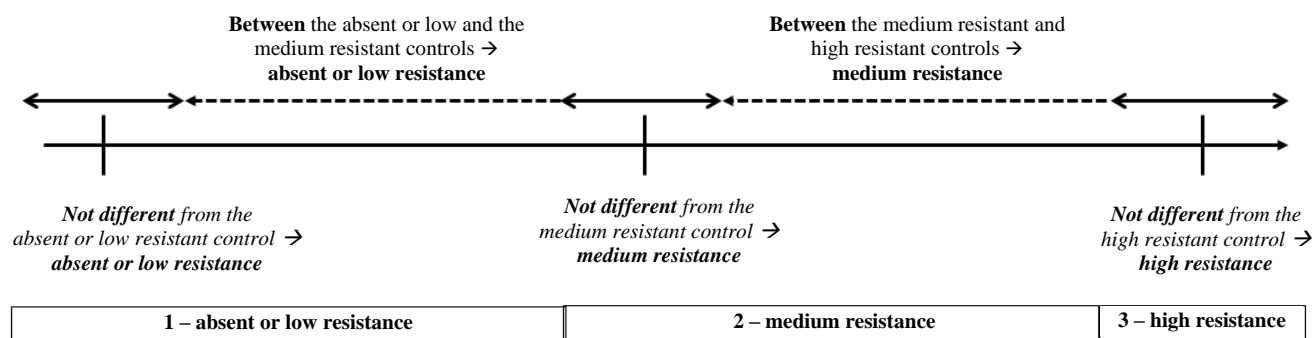 Between the absent or low and the
medium resistant controls →
absent or low resistance
Between the medium resistant and
high resistant controls →
medium resistance
Not different from the
absent or low resistant control →
absent or low resistance
Not different from the
medium resistant control →
medium resistance
Not different from the
high resistant control →
high resistance
1 – absent or low resistance
2 – medium resistance
3 – high resistance